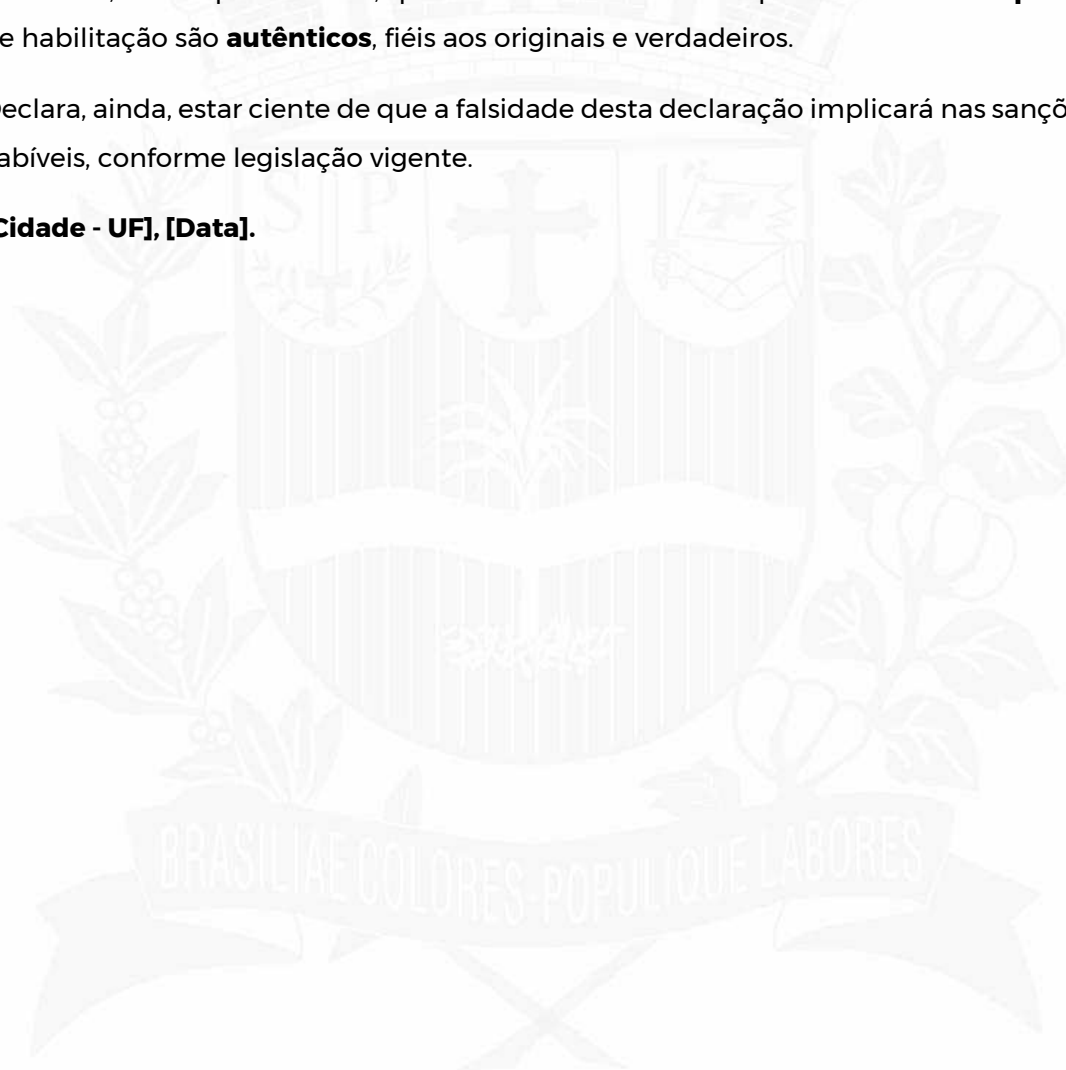 e habilitação são autênticos, fiéis aos originais e verdadeiros.
eclara, ainda, estar ciente de que a falsidade desta declaração implicará nas sançõ
abíveis, conforme legislação vigente.
Cidade - UF], [Data].
S P
BRASILIAE COLORES POPULIQUE LABORES